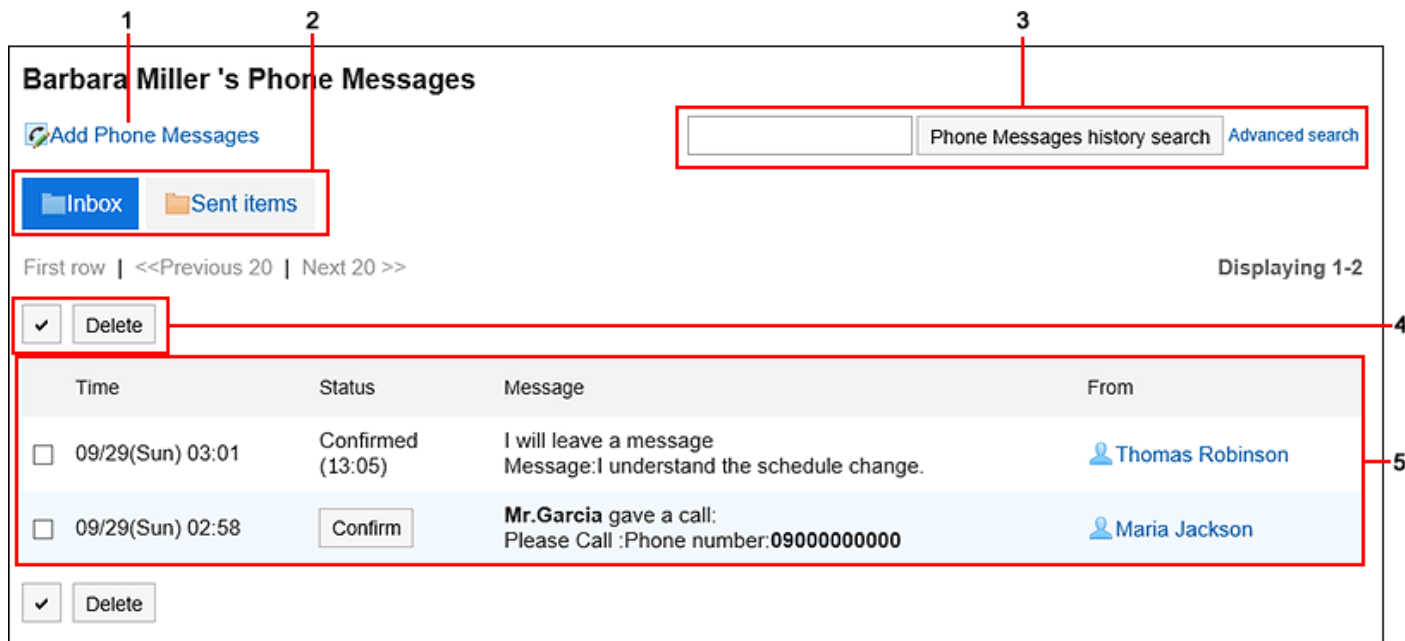 1 2 3
Barbara Miller 's Phone Messages
Add Phone Messages
Phone Messages history search Advanced search
Inbox Sent items
First row | <<Previous 20 | Next 20 >> Displaying 1-2
Delete 4
Time Status Message From
09/29(Sun) 03:01 Confirmed (13:05) I will leave a message
Message:I understand the schedule change. Thomas Robinson 5
09/29(Sun) 02:58 Confirm Mr.Garcia gave a call:
Please Call :Phone number:09000000000 Maria Jackson
Delete